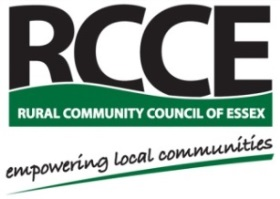 RCCE
RURAL COMMUNITY COUNCIL OF ESSEX
empowering local communities